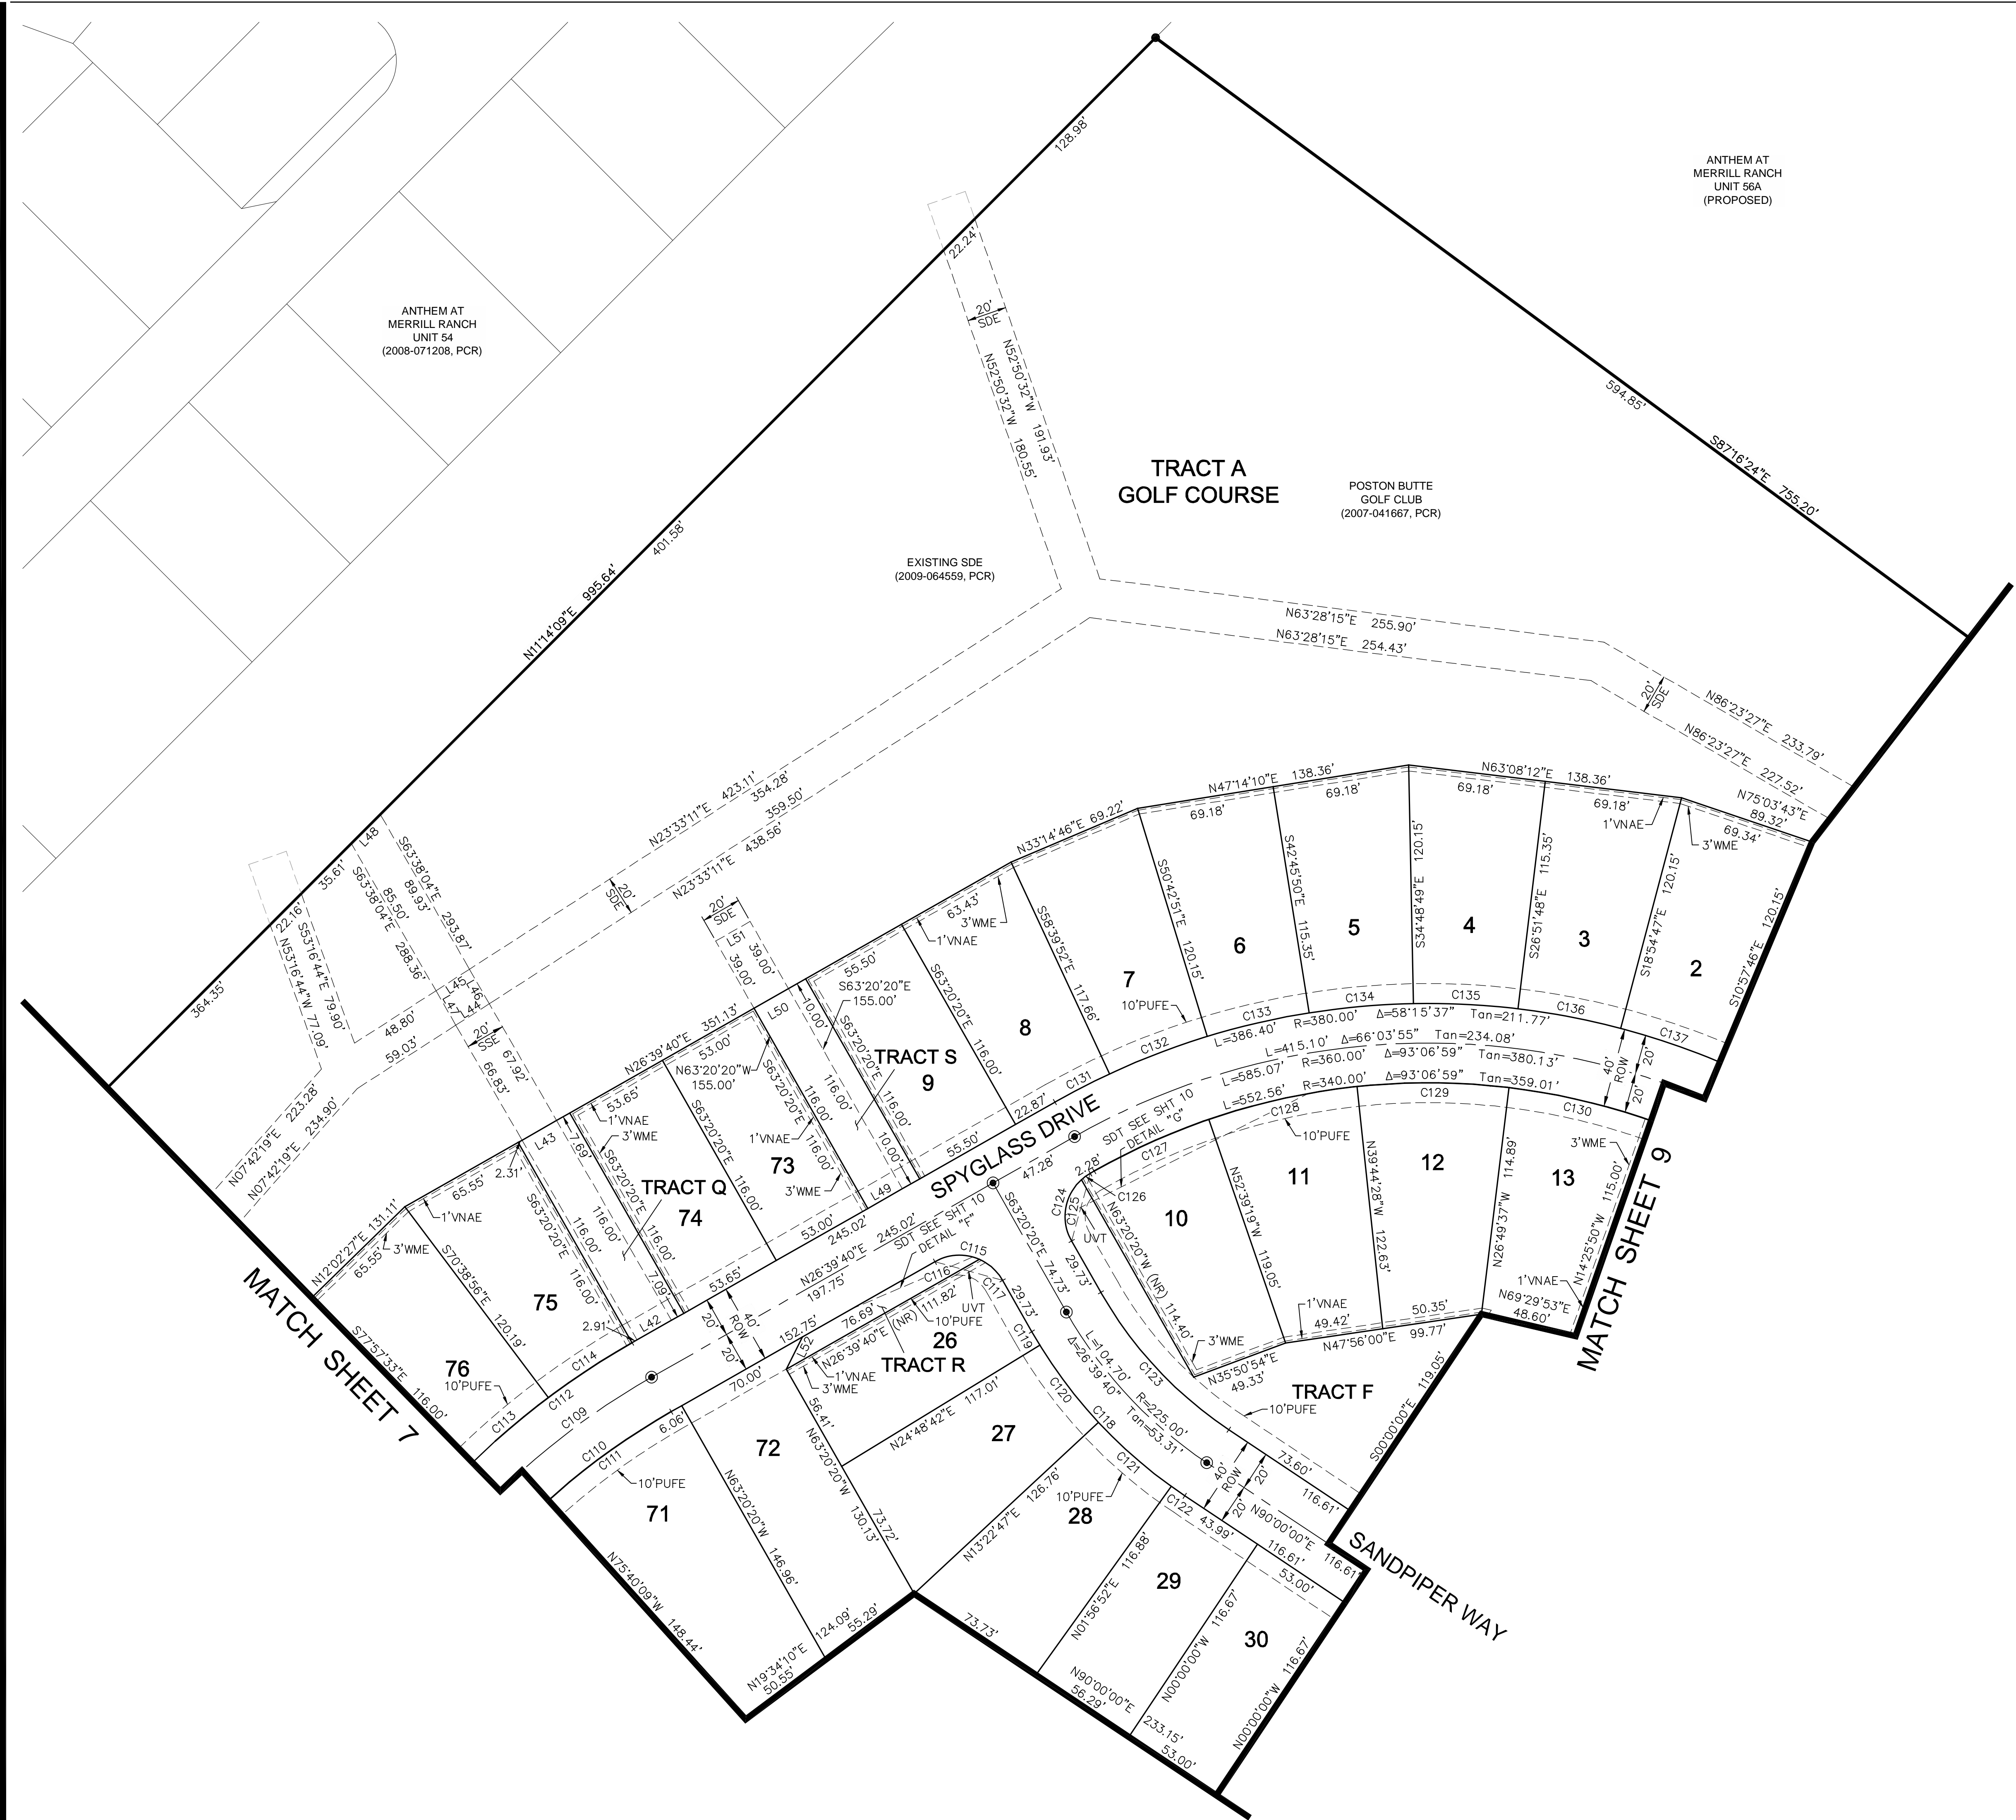 ANTHEM AT
MERRILL RANCH
UNIT 56A
(PROPOSED)
ANTHEM AT
MERRILL RANCH
UNIT 54
(2008-071208, PCR)
128.98'
22.24'
20'
SDE
N52°50'32"W 191.93'
N52°50'32"W 180.55'
594.85'
S87°16'24"E 755.20'
TRACT A
GOLF COURSE
POSTON BUTTE
GOLF CLUB
(2007-041667, PCR)
EXISTING SDE
(2009-064559, PCR)
401.58'
N11°14'09"E 995.64'
N63°28'15"E 255.90'
N63°28'15"E 254.43'
20'
SDE
N86°23'27"E 233.79'
N86°23'27"E 227.52'
N75°03'43"E
89.32'
69.34'
N23°33'11"E 423.11'
354.28'
359.50'
N23°33'11"E 438.56'
20'
SDE
L48
35.61'
22.16'
364.35'
S63°38'04"E 293.87'
89.93'
85.50'
S63°38'04"E 288.36'
S53°16'44"E 79.90'
N53°16'44"W 77.09'
L45
L46
L47
L44
48.80'
59.03'
20'
SSE
67.92'
66.83'
N07°42'19"E 223.28'
N07°42'19"E 234.90'
20'
SDE
L51
39.00'
39.00'
N47°14'10"E 138.36'
69.18'
69.18'
N63°08'12"E 138.36'
69.18'
69.18'
1'VNAE
3'WME
N33°14'46"E 69.22'
63.43'
3'WME
1'VNAE
55.50'
S63°20'20"E
155.00'
10.00'
L50
N26°39'40"E 351.13'
53.00'
N63°20'20"W
155.00'
53.65'
1'VNAE
3'WME
L43
7.69'
2.31'
65.55'
1'VNAE
3'WME
N12°02'27"E 131.11'
65.55'
S50°42'51"E 120.15'
S42°45'50"E 115.35'
S34°48'49"E 120.15'
S26°51'48"E 115.35'
S18°54'47"E 120.15'
S10°57'46"E 120.15'
S58°39'52"E 117.66'
S63°20'20"E 116.00'
2
3
4
5
6
7
8
9
TRACT S
10'PUFE
S63°20'20"E 116.00'
116.00'
116.00'
S63°20'20"E 116.00'
S63°20'20"E 116.00'
73
1'VNAE
3'WME
TRACT Q
74
S63°20'20"E 116.00'
116.00'
116.00'
S63°20'20"E
116.00'
75
76
S70°38'56"E 120.19'
S77°57'33"E 116.00'
10'PUFE
MATCH SHEET 7
C131
C132
C133
C134
C135
C136
C137
L=386.40' R=380.00' Δ=58°15'37" Tan=211.77'
L=415.10' Δ=66°03'55" Tan=234.08'
L=585.07' R=360.00' Δ=93°06'59" Tan=380.13'
L=552.56' R=340.00' Δ=93°06'59" Tan=359.01'
40'
ROW
20'
20'
22.87'
55.50'
10.00'
L49
53.00'
245.02'
53.65'
7.09'
L42
2.91'
SPYGLASS DRIVE
47.28'
SDT SEE SHT 10
DETAIL "G"
N26°39'40"E 245.02'
197.75'
SDT SEE SHT 10
DETAIL "F"
40'
ROW
20'
20'
C114
C112
C113
C109
C110
C111
C127
C128
C129
C130
2.28'
C124
C125
C126
UVT
10'PUFE
3'WME
10
11
12
13
N63°20'20"W (NR) 114.40'
N52°39'19"W 119.05'
N39°44'28"W 122.63'
N26°49'37"W 114.89'
N14°25'50"W 115.00'
1'VNAE
N69°29'53"E
48.60'
MATCH SHEET 9
1'VNAE
49.42'
50.35'
N47°56'00"E 99.77'
3'WME
N35°50'54"E
49.33'
TRACT F
10'PUFE
S00°00'00"E 119.05'
S63°20'20"E 74.73'
29.73'
C123
L=104.70' R=225.00'
Δ=26°39'40" Tan=53.31'
C115
C116
C117
29.73'
UVT
10'PUFE
111.82'
76.69'
152.75'
N26°39'40"E (NR)
L52
1'VNAE
3'WME
26
TRACT R
C119
C120
C118
C121
C122
70.00'
6.06'
10'PUFE
71
72
56.41'
N63°20'20"W 130.13'
73.72'
N63°20'20"W 146.96'
N75°40'09"W 148.44'
N24°48'42"E 117.01'
27
N13°22'47"E 126.76'
10'PUFE
28
N19°34'10"E 124.09'
50.55'
55.29'
73.73'
29
N01°56'52"E 116.88'
30
N00°00'00"W 116.67'
N00°00'00"W 116.67'
N90°00'00"E 233.15'
56.29'
53.00'
43.99'
116.61'
53.00'
40'
ROW
20'
20'
73.60'
116.61'
N90°00'00"E 116.61'
SANDPIPER WAY